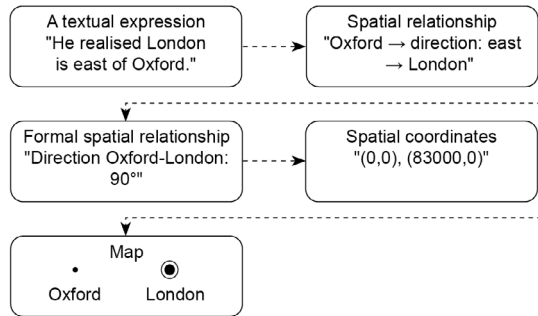 A textual expression
"He realised London
is east of Oxford."
Spatial relationship
"Oxford → direction: east
→ London"
Formal spatial relationship
"Direction Oxford-London:
90°"
Spatial coordinates
"(0,0), (83000,0)"
Map
Oxford London